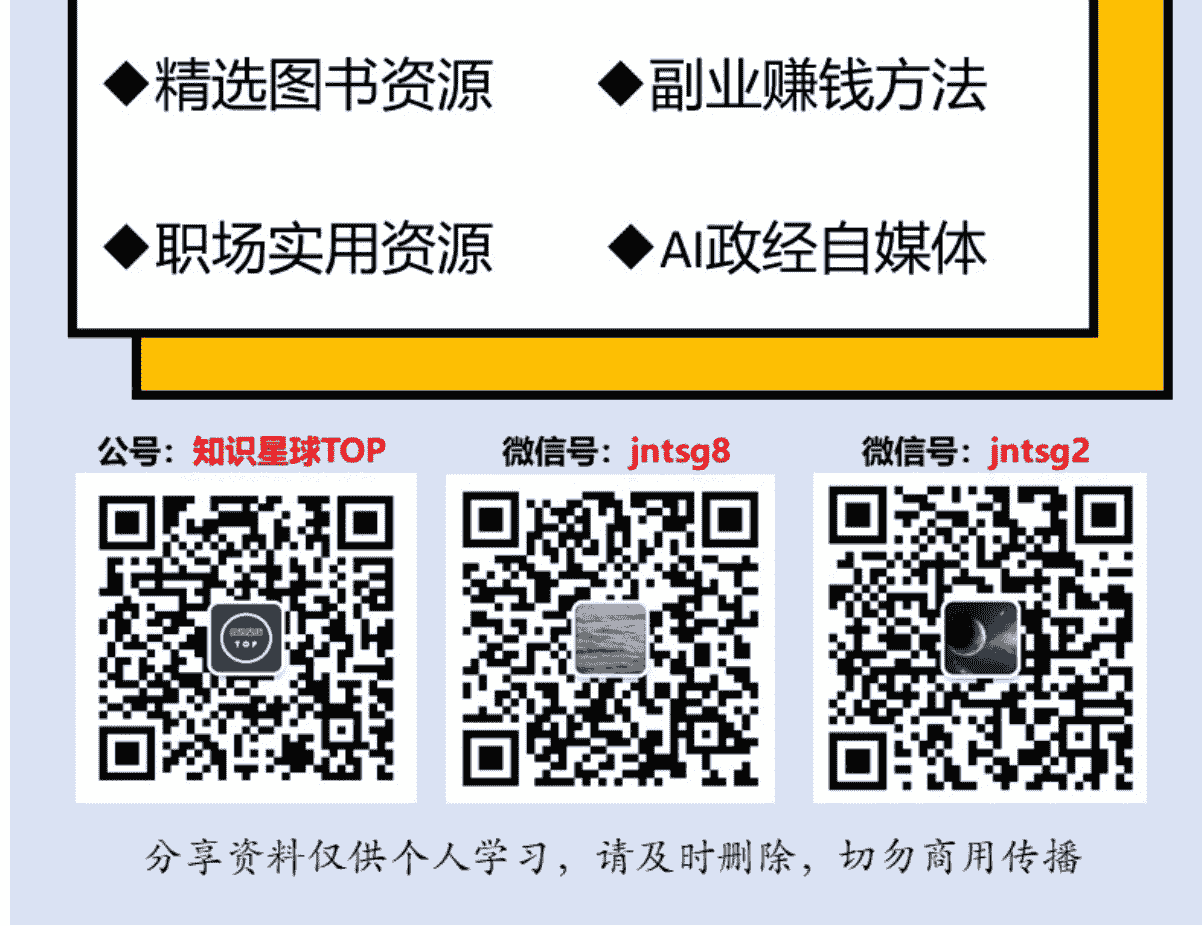 ◆精选图书资源 ◆副业赚钱方法
◆职场实用资源 ◆AI政经自媒体
公号：知识星球TOP 微信号：jntsg8 微信号：jntsg2
TOP
分享资料仅供个人学习，请及时删除，切勿商用传播